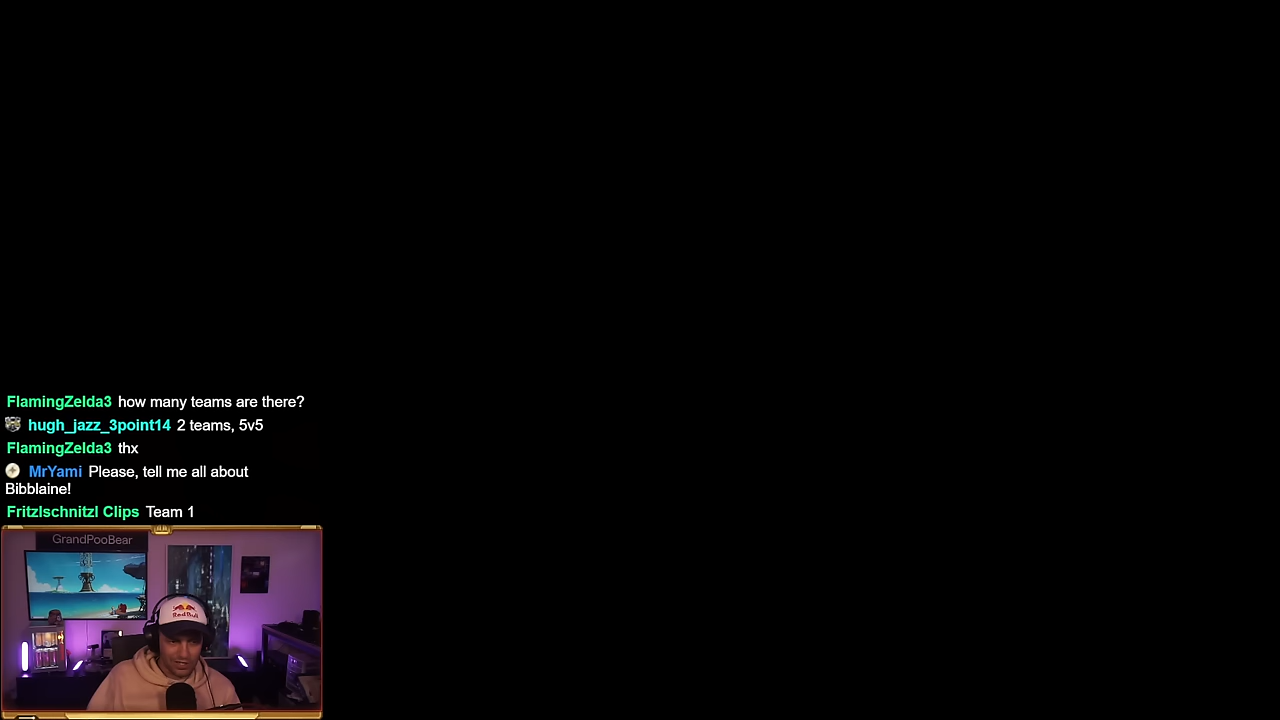 FlamingZelda3 how many teams are there?
hugh_jazz_3point14 2 teams, 5v5
FlamingZelda3 thx
MrYami Please, tell me all about
Bibblaine!
Fritzlschnitzl Clips Team 1
GrandPooBear
RedBull